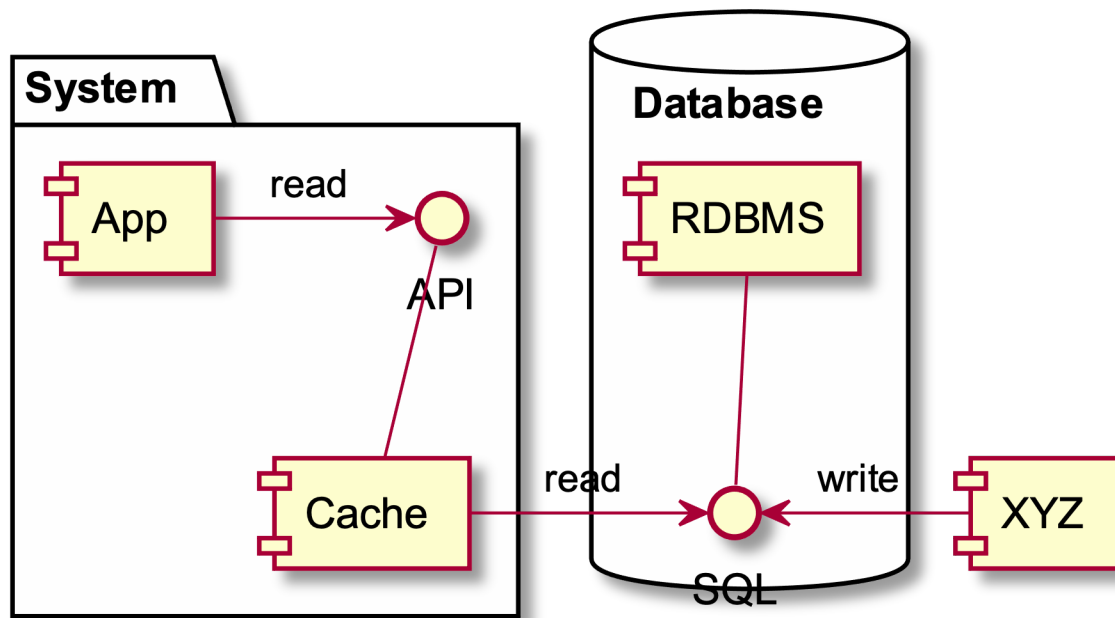 System
Database
App
read
API
RDBMS
Cache
read
SQL
write
XYZ